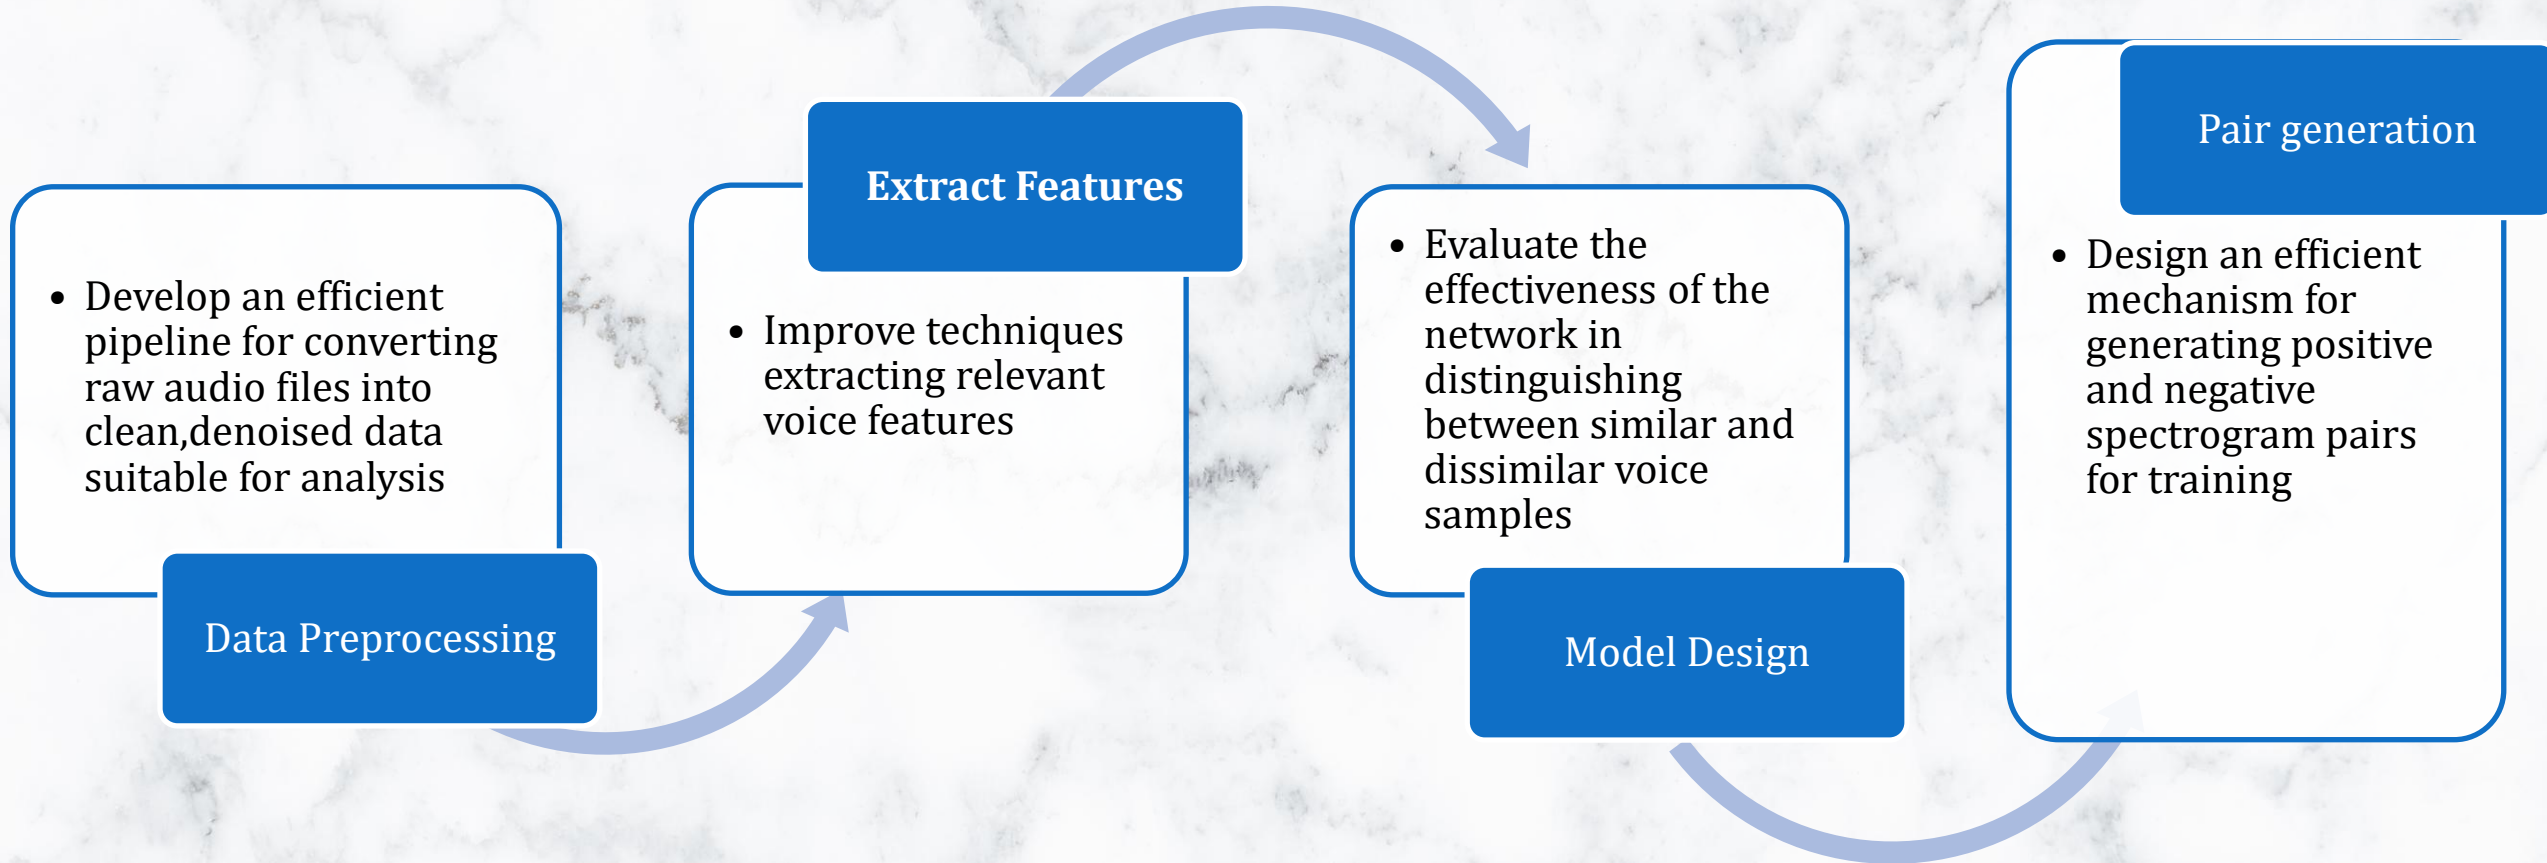 • Develop an efficient
pipeline for converting
raw audio files into
clean,denoised data
suitable for analysis
Data Preprocessing
Extract Features
• Improve techniques
extracting relevant
voice features
• Evaluate the
effectiveness of the
network in
distinguishing
between similar and
dissimilar voice
samples
Model Design
Pair generation
• Design an efficient
mechanism for
generating positive
and negative
spectrogram pairs
for training